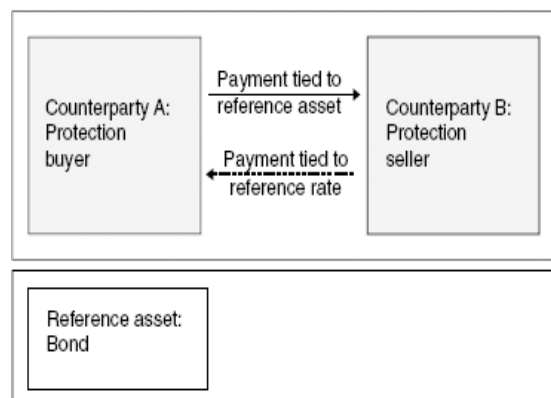 Counterparty A:
Protection
buyer
Payment tied to
reference asset
Payment tied to
reference rate
Counterparty B:
Protection
seller
Reference asset:
Bond